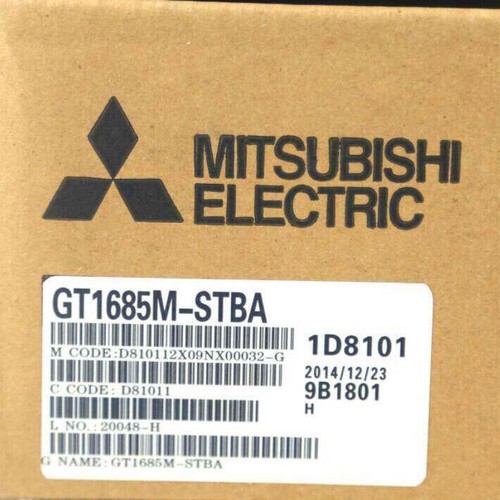 MITSUBISHI
ELECTRIC
GT1685M-STBA
M CODE:D810112X09NX00032-G
1D8101
2014/12/23
C CODE: D81011
9B1801
H
L NO.:20048-H
G NAME:GT1685M-STBA